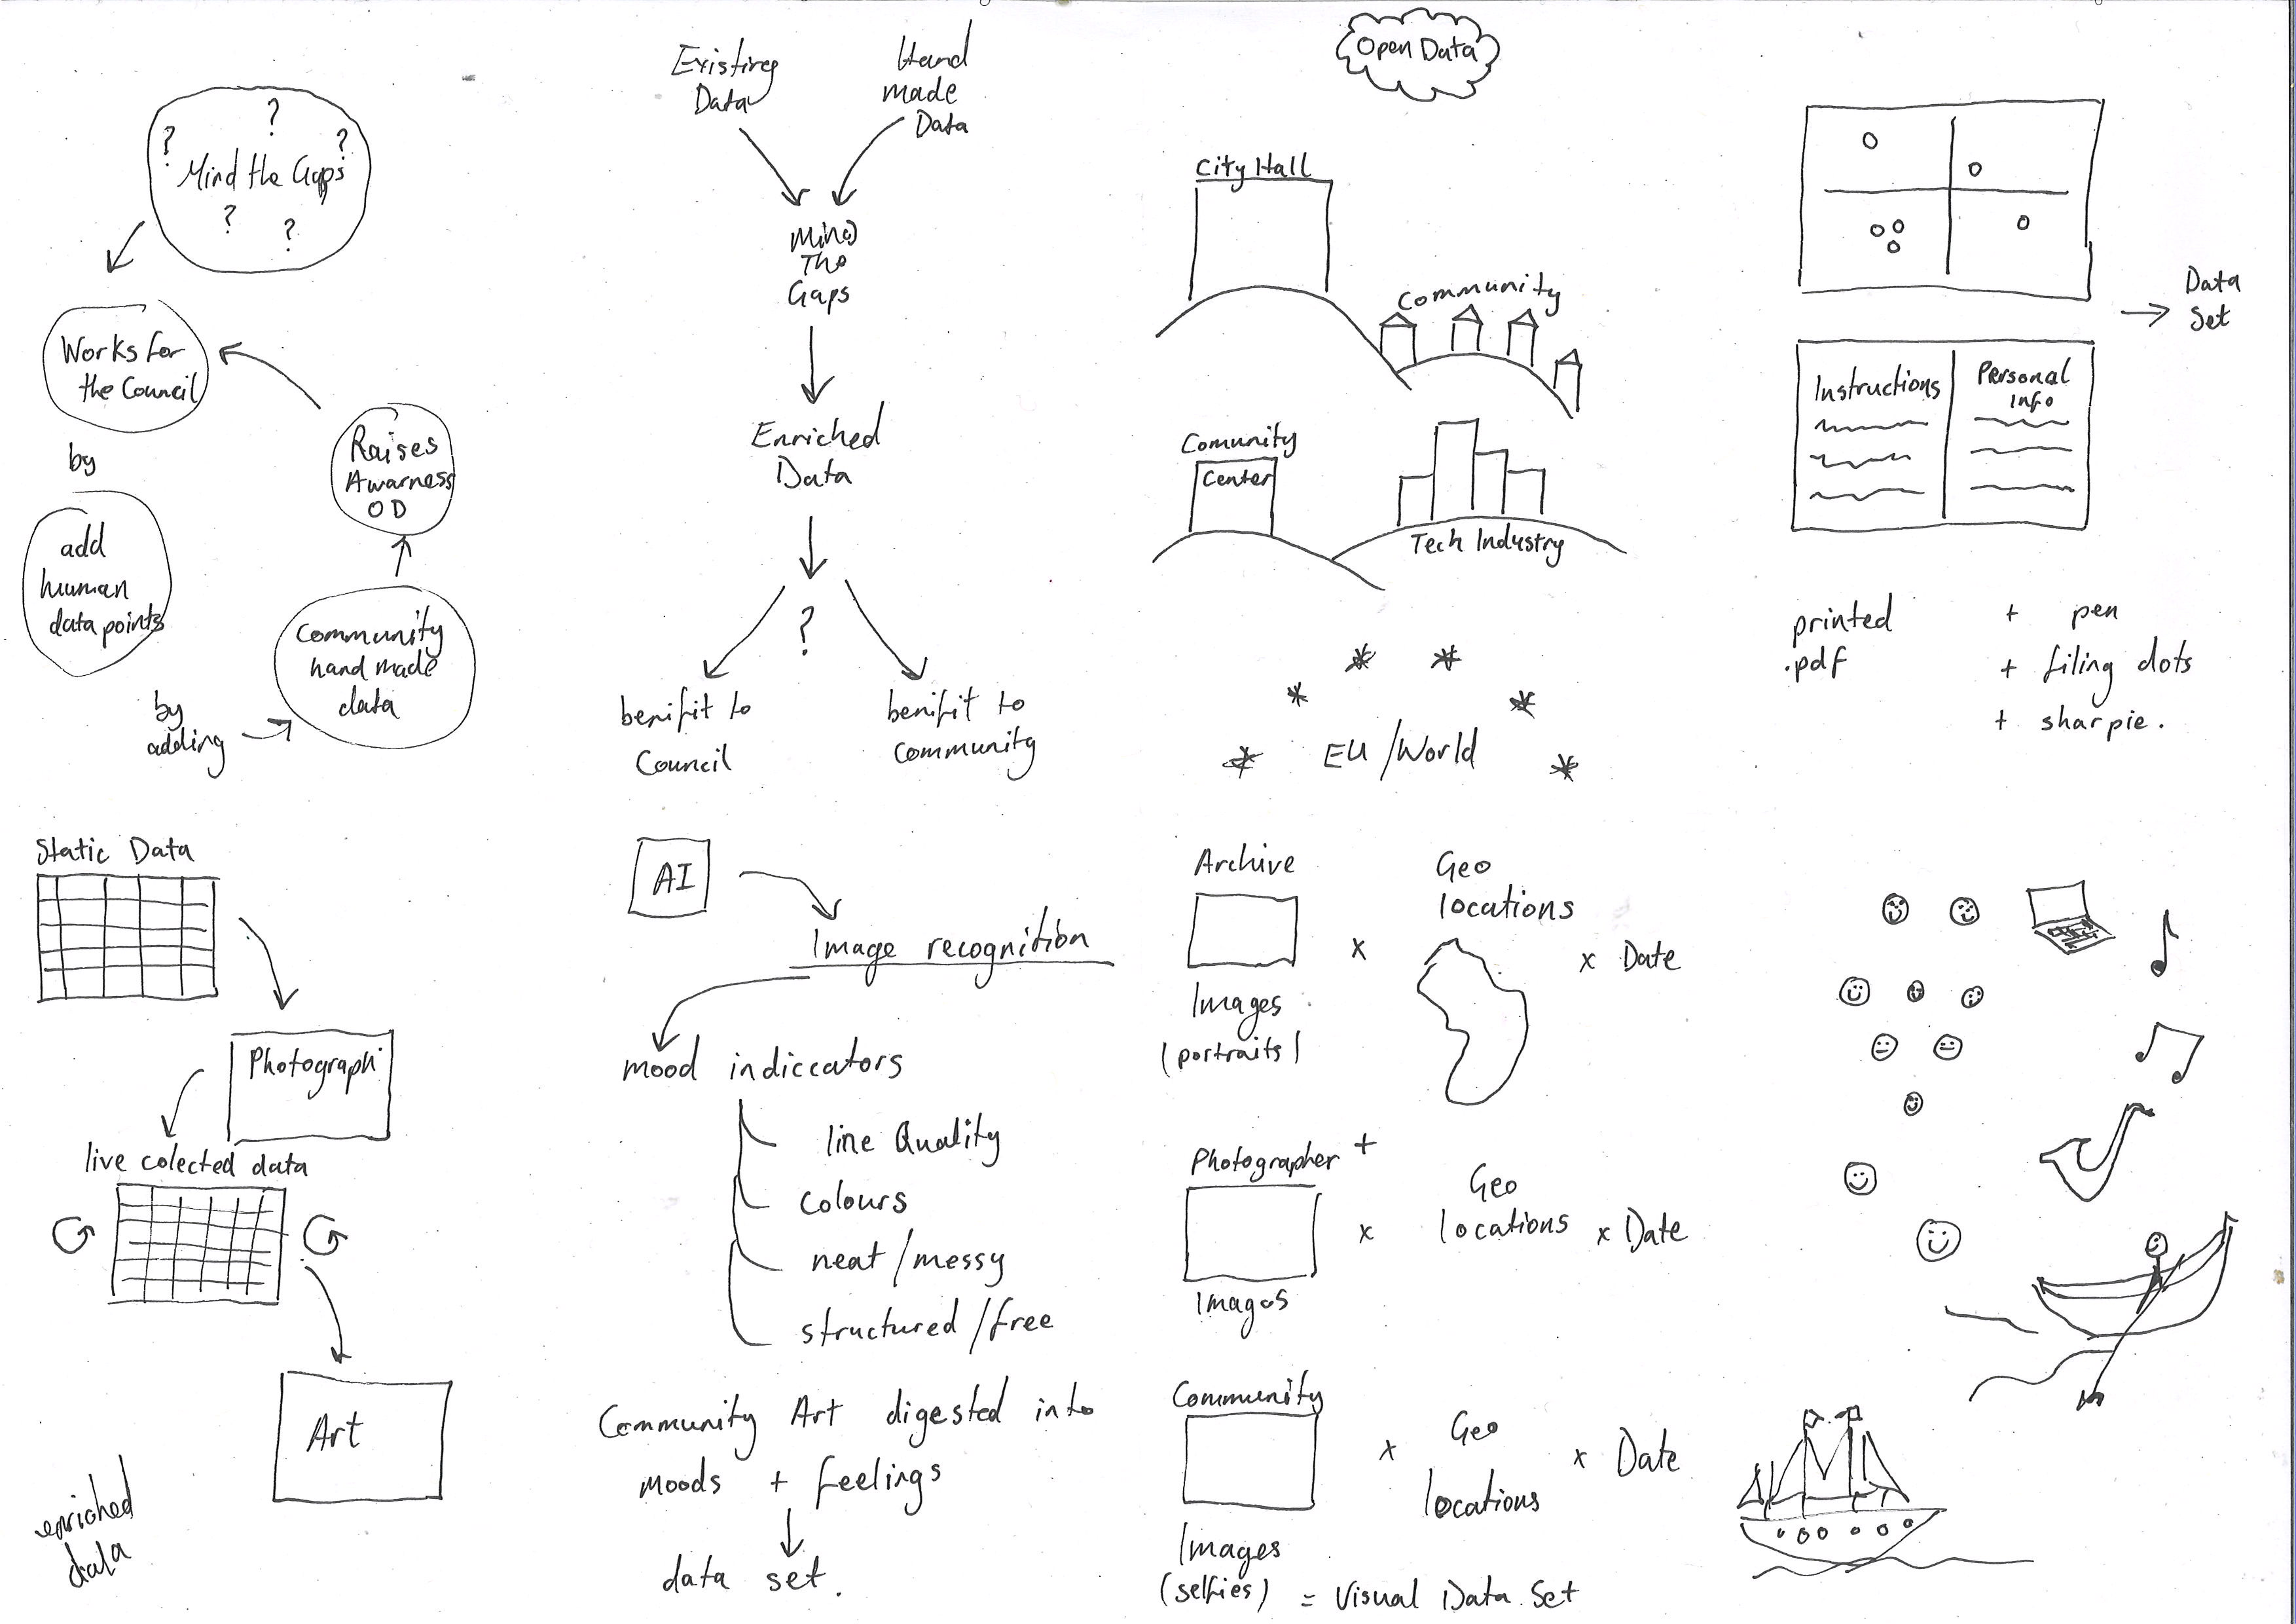 Mind the Gaps
? ? ? ? ?
Works for
the Council
by
add
human
data points
by
adding
Community
hand made
data
Raises
Awarness
OD
Existing
Data
Hand
made
Data
Mind
The
Gaps
Enriched
Data
?
benifit to
Council
benifit to
community
Open Data
City Hall
Community
Comunity
Center
Tech Industry
EU / World
Data
Set
Instructions
Personal
Info
printed
.pdf
+ pen
+ filing dots
+ sharpie.
Static Data
Photograph
live colected data
Art
enriched
data
AI
Image recognition
mood indiccators
line Quality
colours
neat / messy
structured / free
Community Art digested into
moods + feelings
data set.
Archive
Images
(portraits)
x
Geo
locations
x Date
Photographer +
Images
x
Geo
locations
x Date
Community
Images
(selfies)
x
Geo
locations
x Date
= Visual Data Set